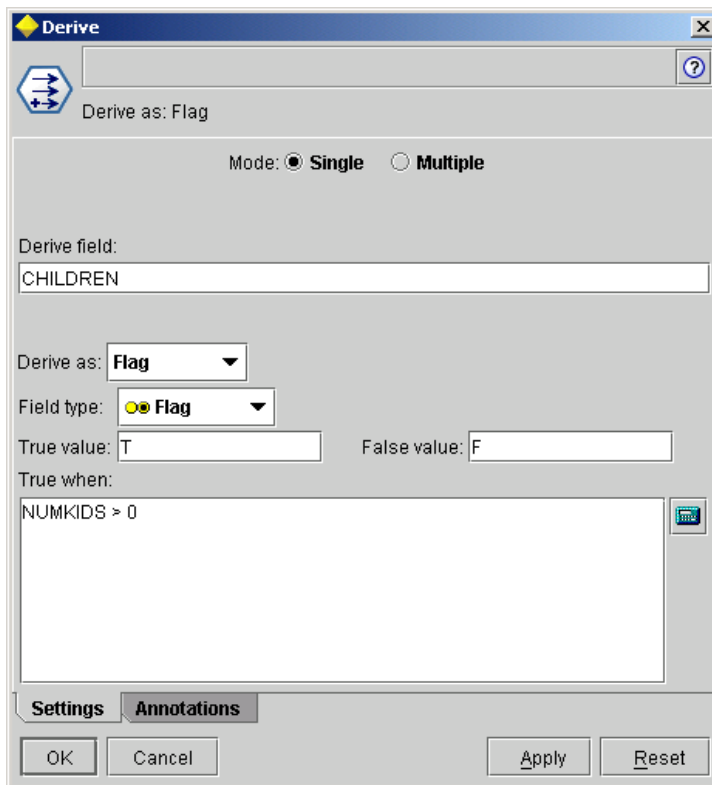 Derive
Derive as: Flag
Mode: Single Multiple
Derive field:
CHILDREN
Derive as: Flag
Field type: Flag
True value: T False value: F
True when:
NUMKIDS > 0
Settings Annotations
OK Cancel Apply Reset